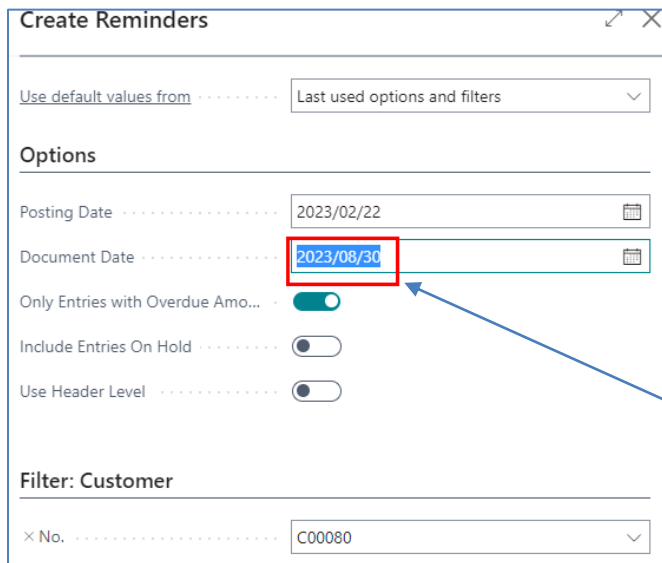 Create Reminders
Use default values from Last used options and filters
Options
Posting Date 2023/02/22
Document Date 2023/08/30
Only Entries with Overdue Amo...
Include Entries On Hold
Use Header Level
Filter: Customer
× No. C00080